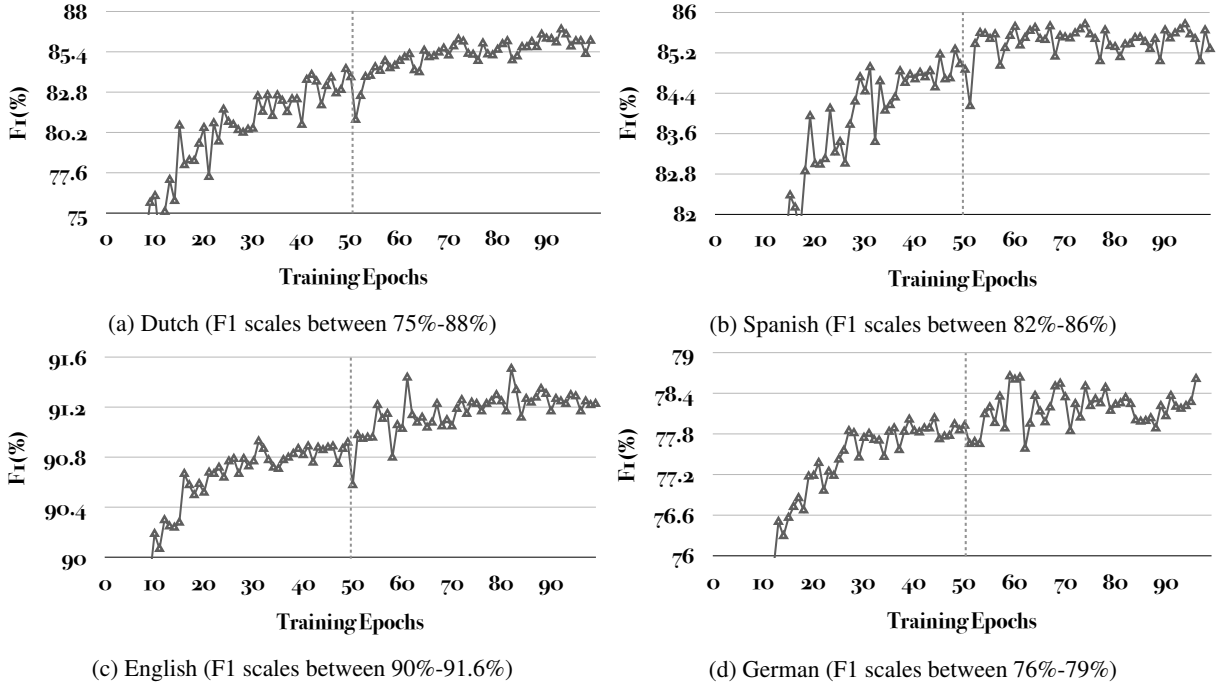 88
85.4
82.8
80.2
77.6
75
F1(%)
0 10 20 30 40 50 60 70 80 90
Training Epochs
(a) Dutch (F1 scales between 75%-88%)
86
85.2
84.4
83.6
82.8
82
F1(%)
0 10 20 30 40 50 60 70 80 90
Training Epochs
(b) Spanish (F1 scales between 82%-86%)
91.6
91.2
90.8
90.4
90
F1(%)
0 10 20 30 40 50 60 70 80 90
Training Epochs
(c) English (F1 scales between 90%-91.6%)
79
78.4
77.8
77.2
76.6
76
F1(%)
0 10 20 30 40 50 60 70 80 90
Training Epochs
(d) German (F1 scales between 76%-79%)